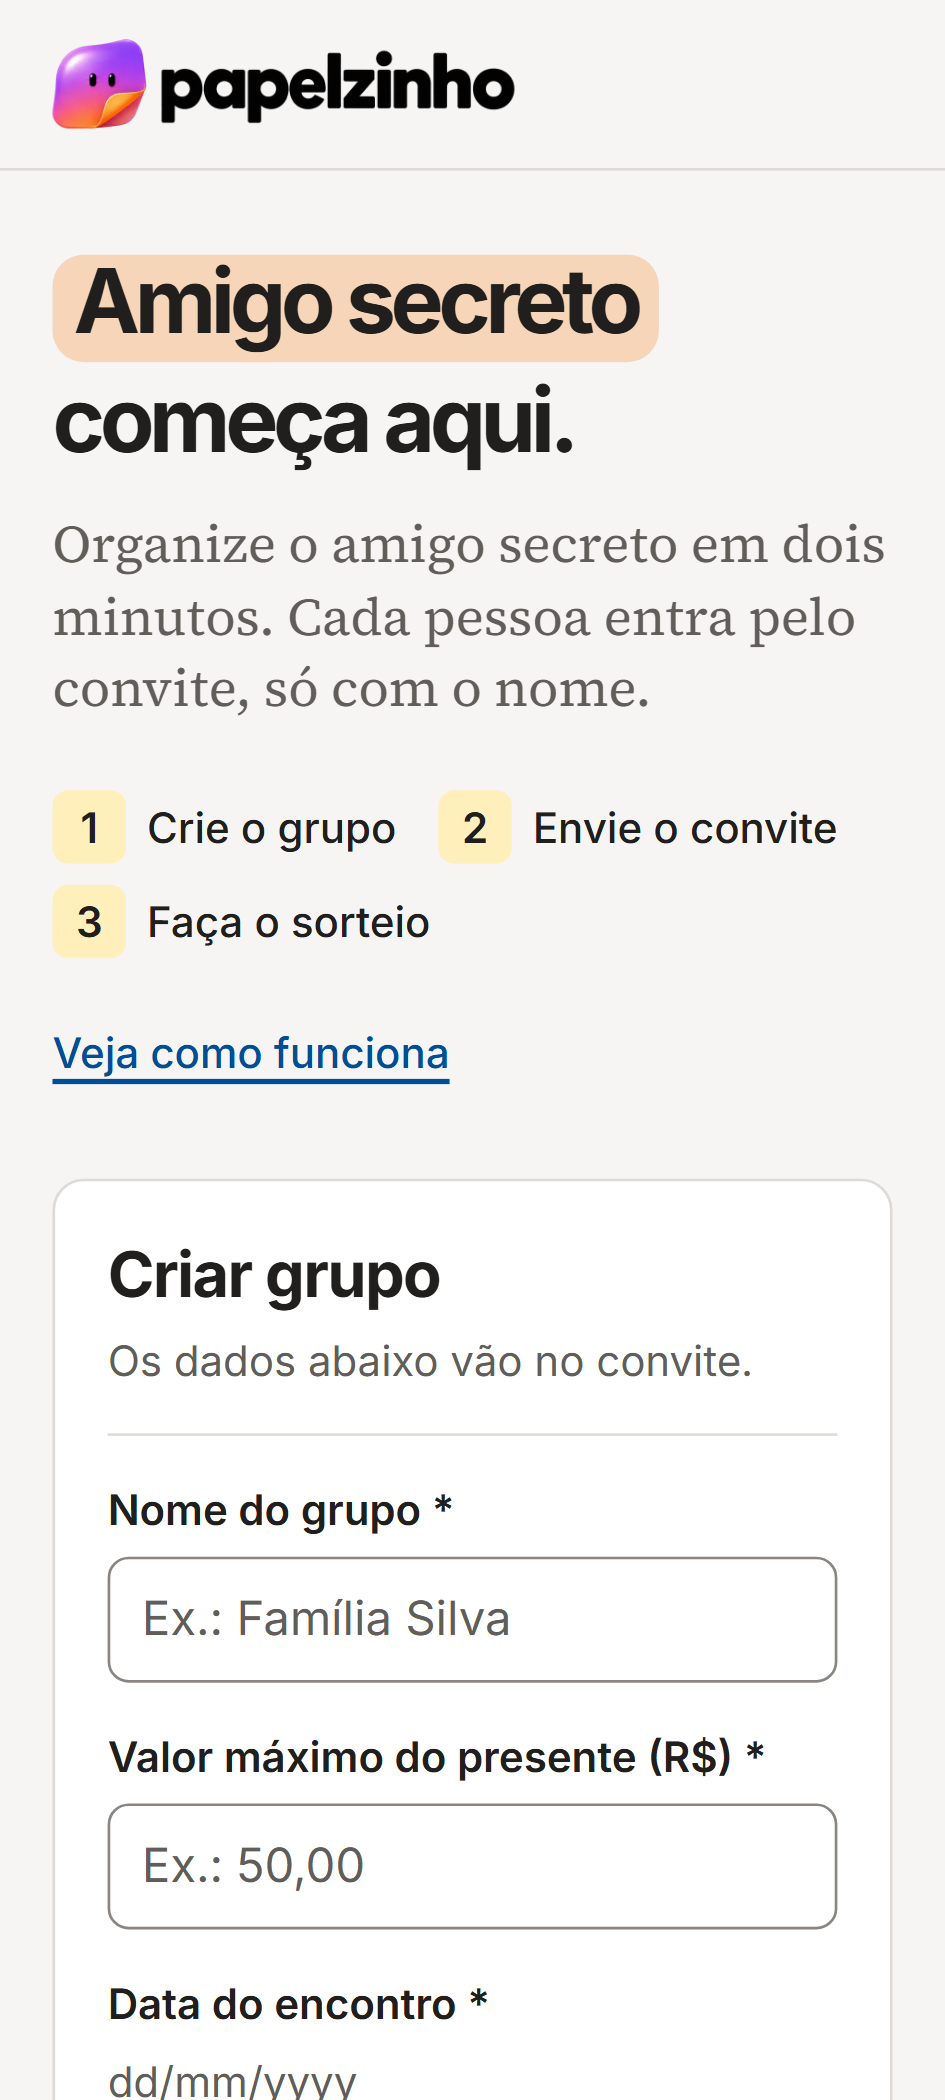 papelzinho
Amigo secreto
começa aqui.
Organize o amigo secreto em dois
minutos. Cada pessoa entra pelo
convite, só com o nome.
1 Crie o grupo 2 Envie o convite
3 Faça o sorteio
Veja como funciona
Criar grupo
Os dados abaixo vão no convite.
Nome do grupo *
Ex.: Família Silva
Valor máximo do presente (R$) *
Ex.: 50,00
Data do encontro *
dd/mm/yyyy